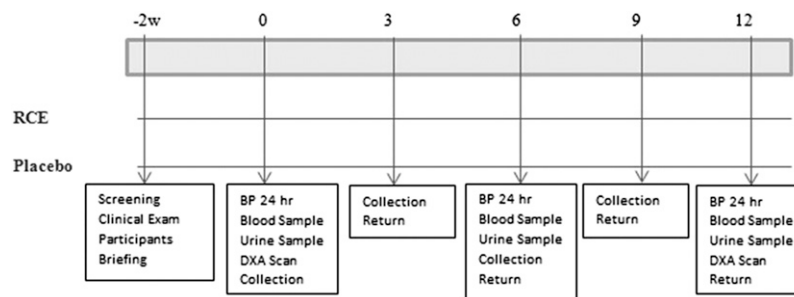 -2w 0 3 6 9 12
RCE
Placebo
Screening
Clinical Exam
Participants
Briefing
BP 24 hr
Blood Sample
Urine Sample
DXA Scan
Collection
Collection
Return
BP 24 hr
Blood Sample
Urine Sample
Collection
Return
Collection
Return
BP 24 hr
Blood Sample
Urine Sample
DXA Scan
Return